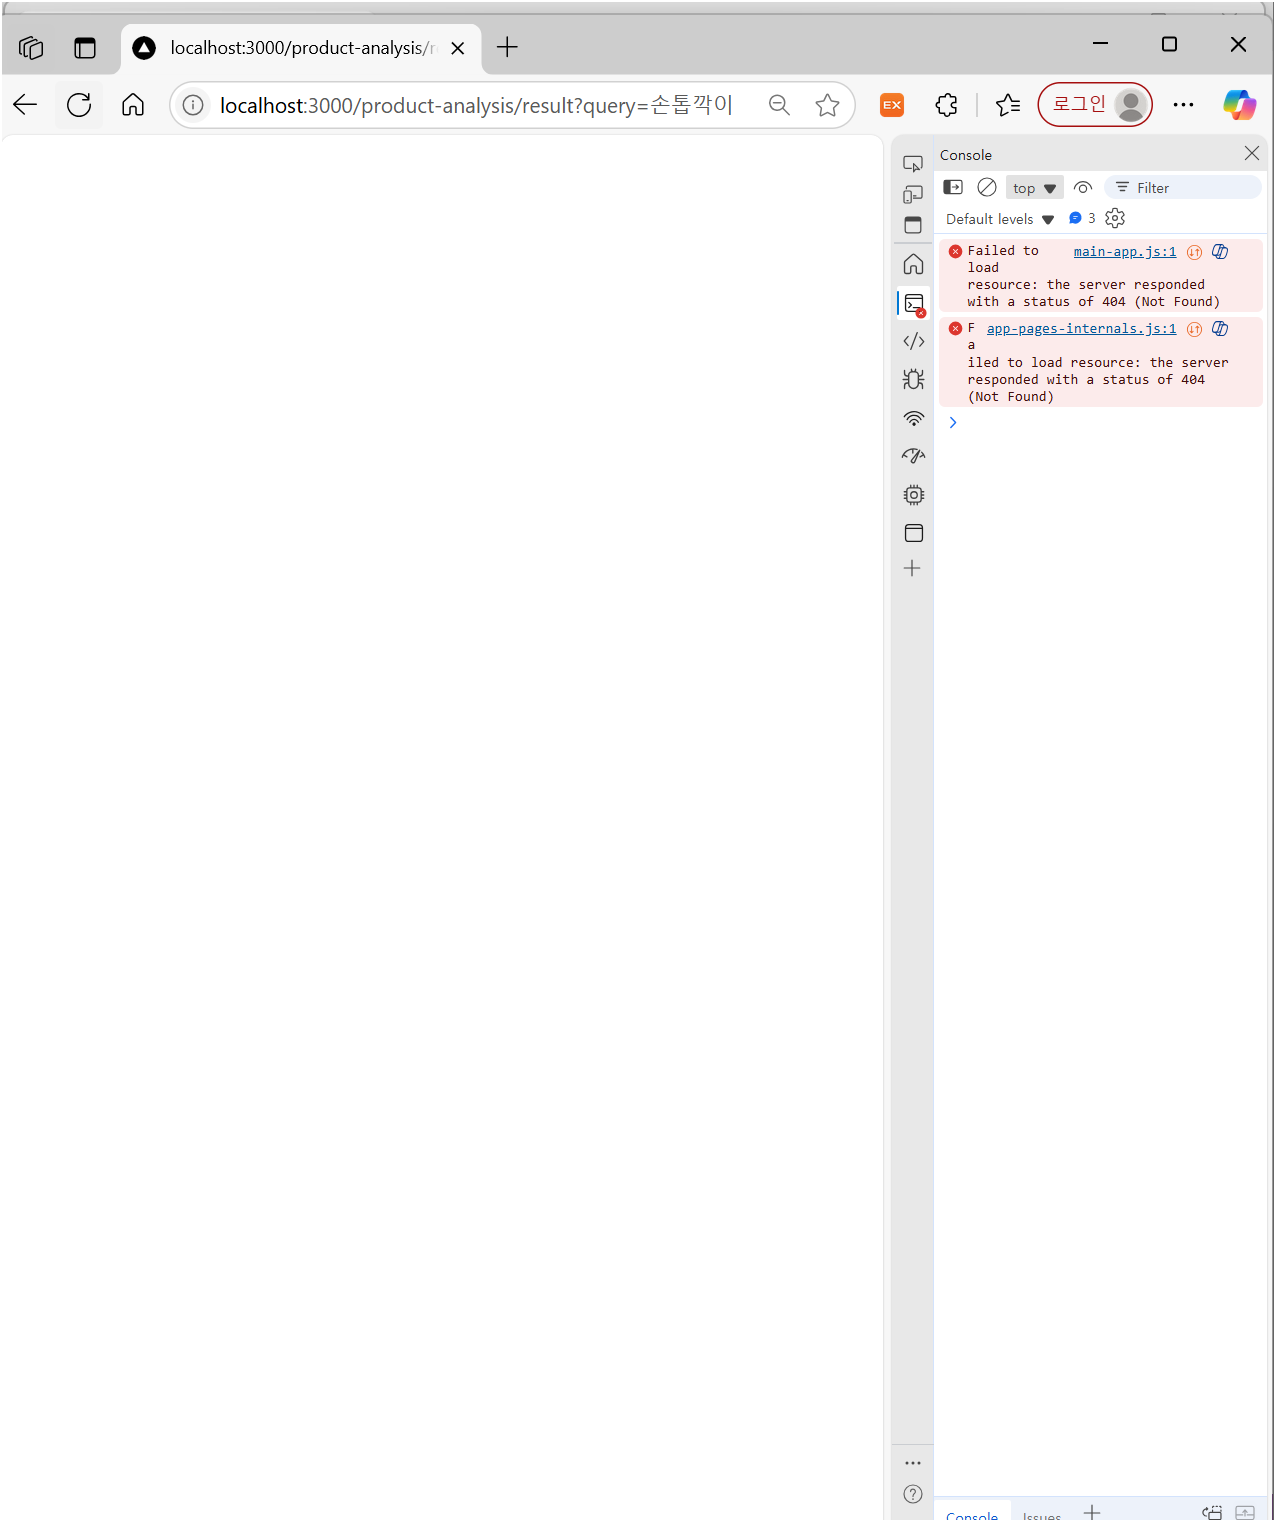 localhost:3000/product-analysis/r
localhost:3000/product-analysis/result?query=손톱깍이
EX
로그인
Console
top
Filter
Default levels
3
Failed to load resource: the server responded with a status of 404 (Not Found)
main-app.js:1
Failed to load resource: the server responded with a status of 404 (Not Found)
app-pages-internals.js:1
Console
Issues